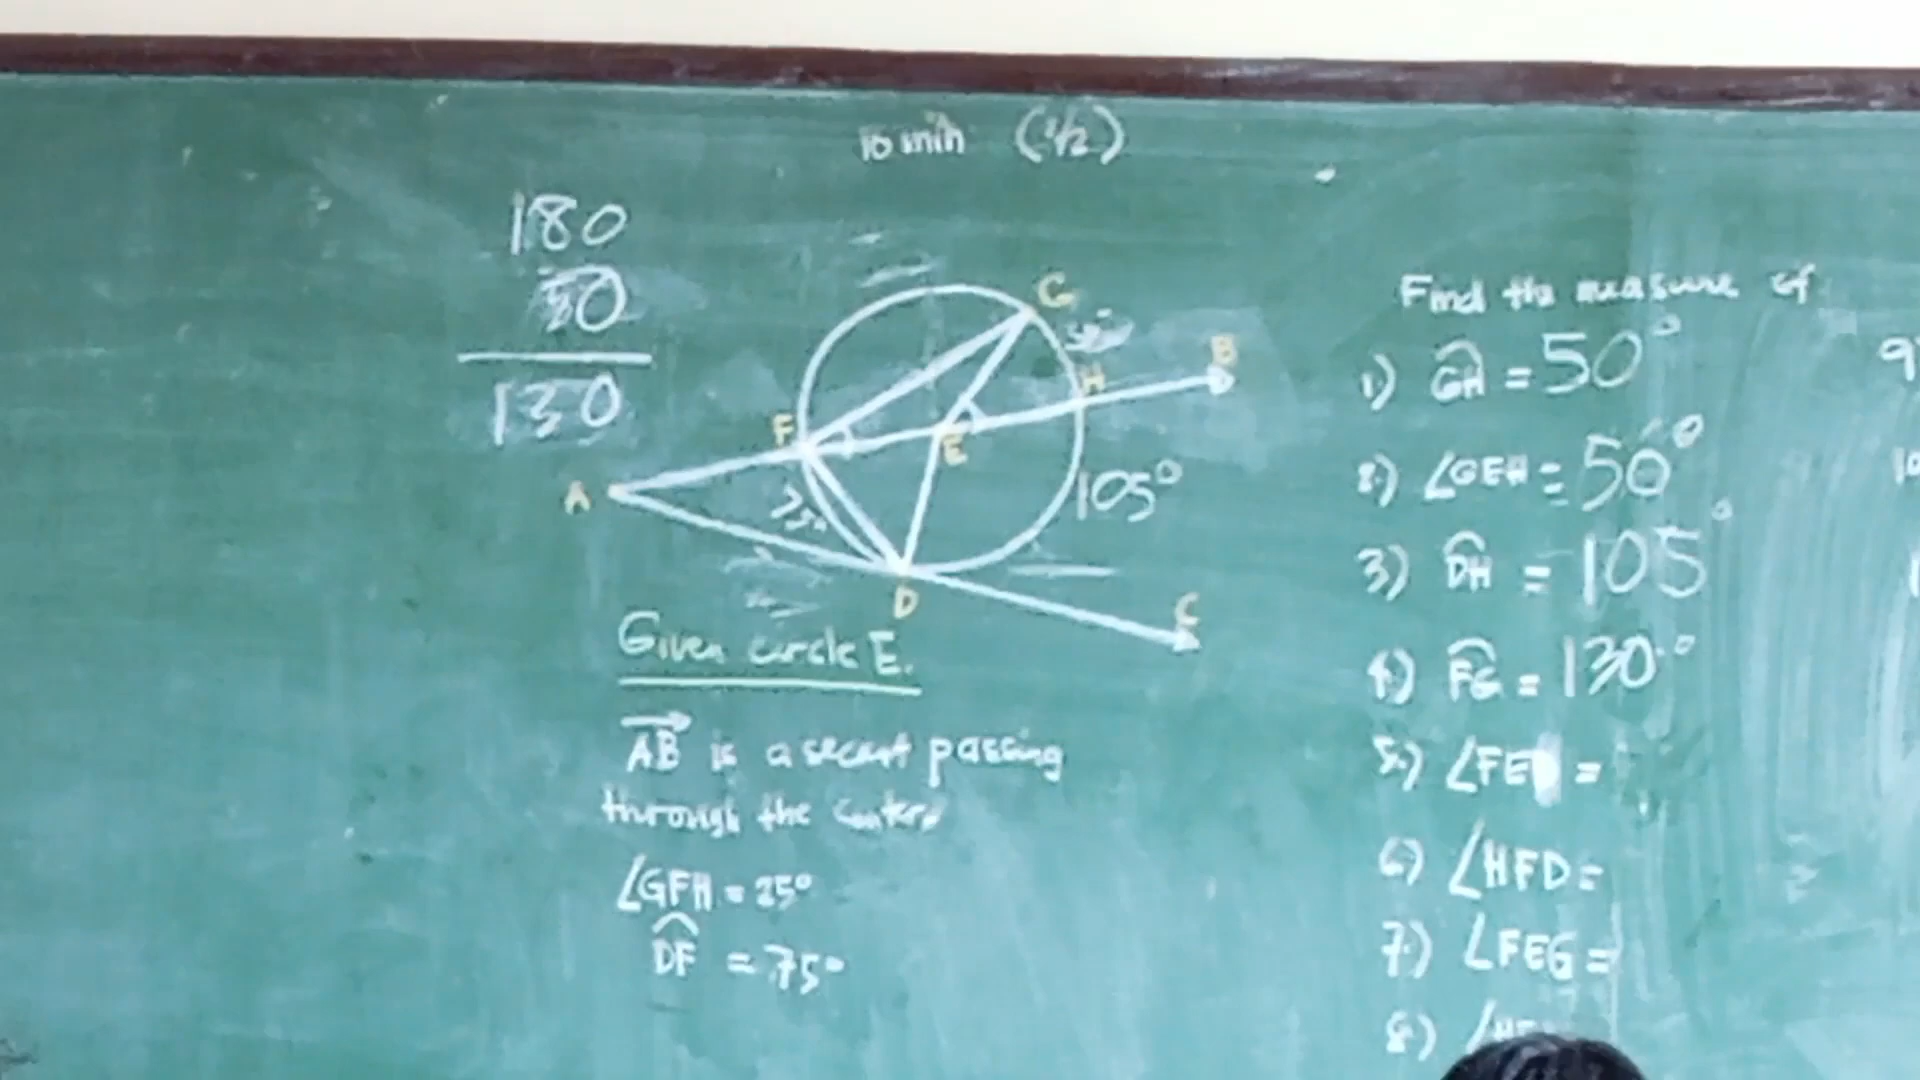 10 min (1/2)
180
50
130
G
50°
B
H
F
E
A
75°
105°
D
C
Given circle E.
AB is a secant passing
through the center
∠GFH = 25°
DF = 75°
Find the measure of
1) GH = 50°
2.) ∠GEH = 50°
3) DH = 105°
4) FG = 130°
5.) ∠FE =
6) ∠HFD =
7.) ∠FEG =
8.)